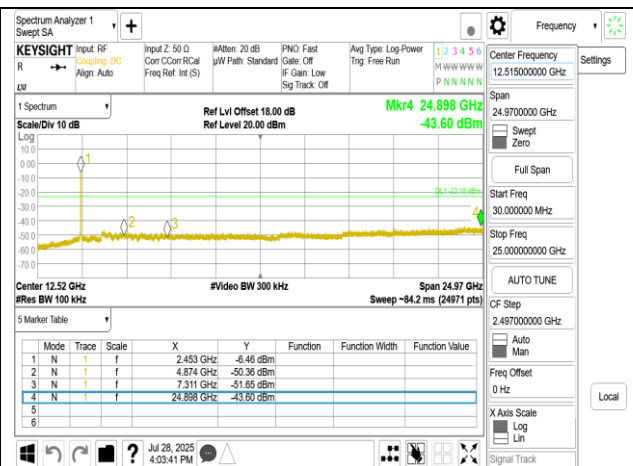 Spectrum Analyzer 1
Swept SA
Frequency
KEYSIGHT
Input: RF
Coupling: DC
Align: Auto
Input Z: 50 Ω
Corr CCorr RCal
Freq Ref: Int (S)
#Atten: 20 dB
µW Path: Standard
PNO: Fast
Gate: Off
IF Gain: Low
Sig Track: Off
Avg Type: Log-Power
Trig: Free Run
1 2 3 4 5 6
M W W W W W
P N N N N N
R
LXI
Center Frequency
12.515000000 GHz
Settings
Span
24.9700000 GHz
Swept
Zero
Full Span
Start Freq
30.000000 MHz
Stop Freq
25.000000000 GHz
AUTO TUNE
CF Step
2.497000000 GHz
Auto
Man
Freq Offset
0 Hz
X Axis Scale
Log
Lin
Signal Track
Local
1 Spectrum
Scale/Div 10 dB
Ref Lvl Offset 18.00 dB
Ref Level 20.00 dBm
Mkr4 24.898 GHz
-43.60 dBm
Log
10.0
0.00
-10.0
-20.0
-30.0
-40.0
-50.0
-60.0
-70.0
1
2
3
4
Center 12.52 GHz
#Res BW 100 kHz
#Video BW 300 kHz
Span 24.97 GHz
Sweep ~84.2 ms (24971 pts)
5 Marker Table
Mode Trace Scale X Y Function Function Width Function Value
1 N 1 f 2.453 GHz -6.46 dBm
2 N 1 f 4.874 GHz -50.36 dBm
3 N 1 f 7.311 GHz -51.65 dBm
4 N 1 f 24.898 GHz -43.60 dBm
5
6
?
Jul 28, 2025
4:03:41 PM